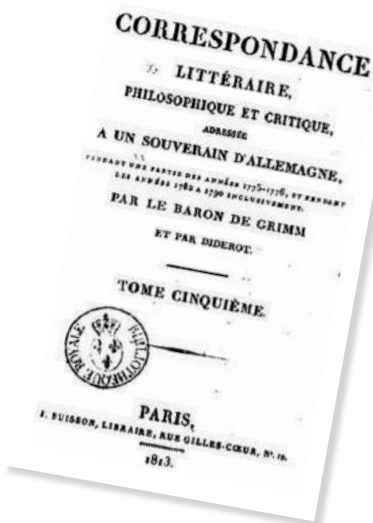 CORRESPONDANCE
LITTÉRAIRE,
PHILOSOPHIQUE ET CRITIQUE,
ADRESSÉE
A UN SOUVERAIN D'ALLEMAGNE,
PENDANT UNE PARTIE DES ANNÉES 1775-1776, ET PENDANT
LES ANNÉES 1782 A 1790 INCLUSIVEMENT.
PAR LE BARON DE GRIMM
ET PAR DIDEROT.
TOME CINQUIÈME.
BIBLIOTHEQUE ROYALE
PARIS,
F. BUISSON, LIBRAIRE, RUE GILLES-CŒUR, N°. 10.
1813.